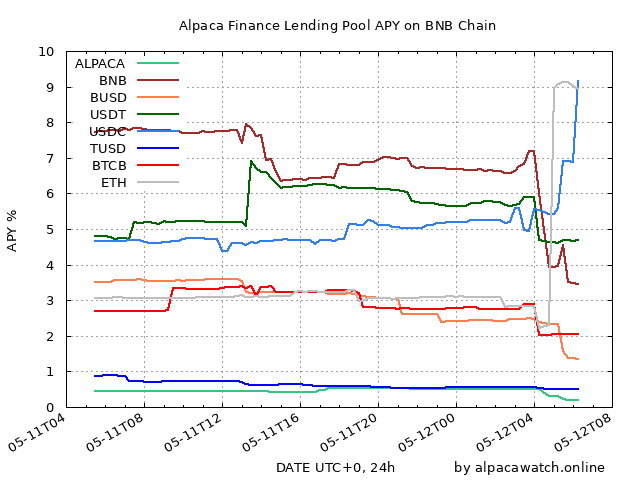 Alpaca Finance Lending Pool APY on BNB Chain
10
9
8
7
6
5
4
3
2
1
0
APY %
ALPACA
BNB
BUSD
USDT
USDC
TUSD
BTCB
ETH
05-11T04 05-11T08 05-11T12 05-11T16 05-11T20 05-12T00 05-12T04 05-12T08
DATE UTC+0, 24h by alpacawatch.online